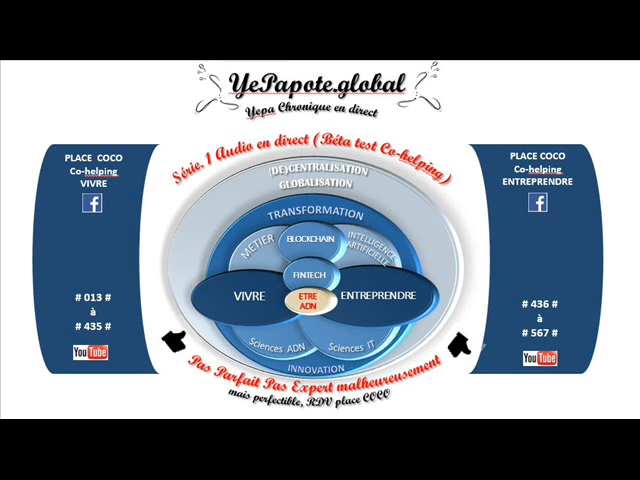 YePapote.global
Yepa Chronique en direct
Série, 1 Audio en direct (Béta test Co-helping)
PLACE COCO
Co-helping
VIVRE
# 013 #
à
# 435 #
YouTube
(DE)CENTRALISATION
GLOBALISATION
TRANSFORMATION
METIER
BLOCKCHAIN
INTELLIGENCE
ARTIFICIELLE
FINTECH
VIVRE
ETRE
ADN
ENTREPRENDRE
Sciences ADN
Sciences IT
INNOVATION
PLACE COCO
Co-helping
ENTREPRENDRE
# 436 #
à
# 567 #
YouTube
Pas Parfait Pas Expert malheureusement
mais perfectible, RDV place COCO